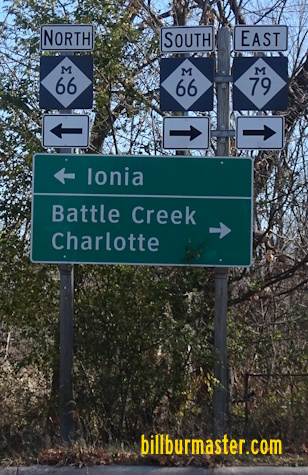 NORTH SOUTH EAST
M M M
66 66 79
Ionia
Battle Creek
Charlotte
billburmaster.com